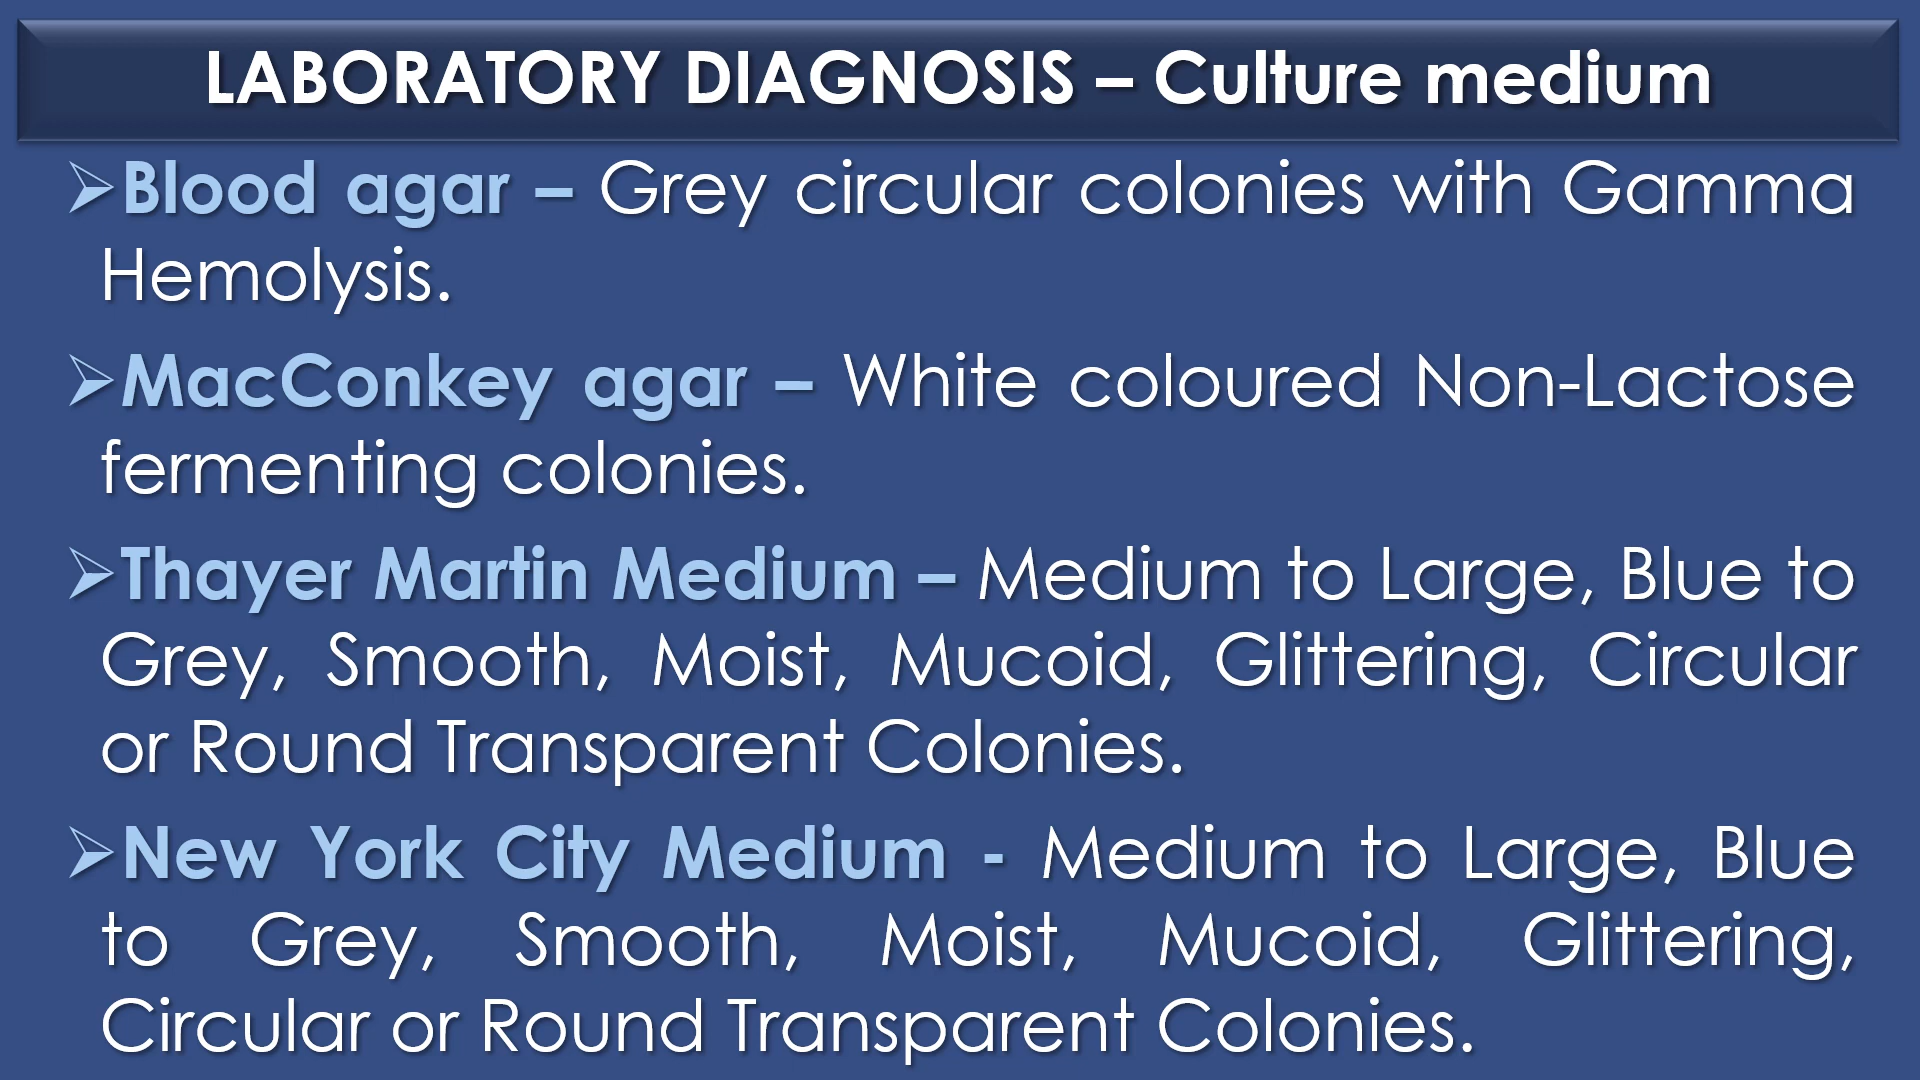 LABORATORY DIAGNOSIS – Culture medium
➢Blood agar – Grey circular colonies with Gamma
Hemolysis.
➢MacConkey agar – White coloured Non-Lactose
fermenting colonies.
➢Thayer Martin Medium – Medium to Large, Blue to
Grey, Smooth, Moist, Mucoid, Glittering, Circular
or Round Transparent Colonies.
➢New York City Medium - Medium to Large, Blue
to Grey, Smooth, Moist, Mucoid, Glittering,
Circular or Round Transparent Colonies.